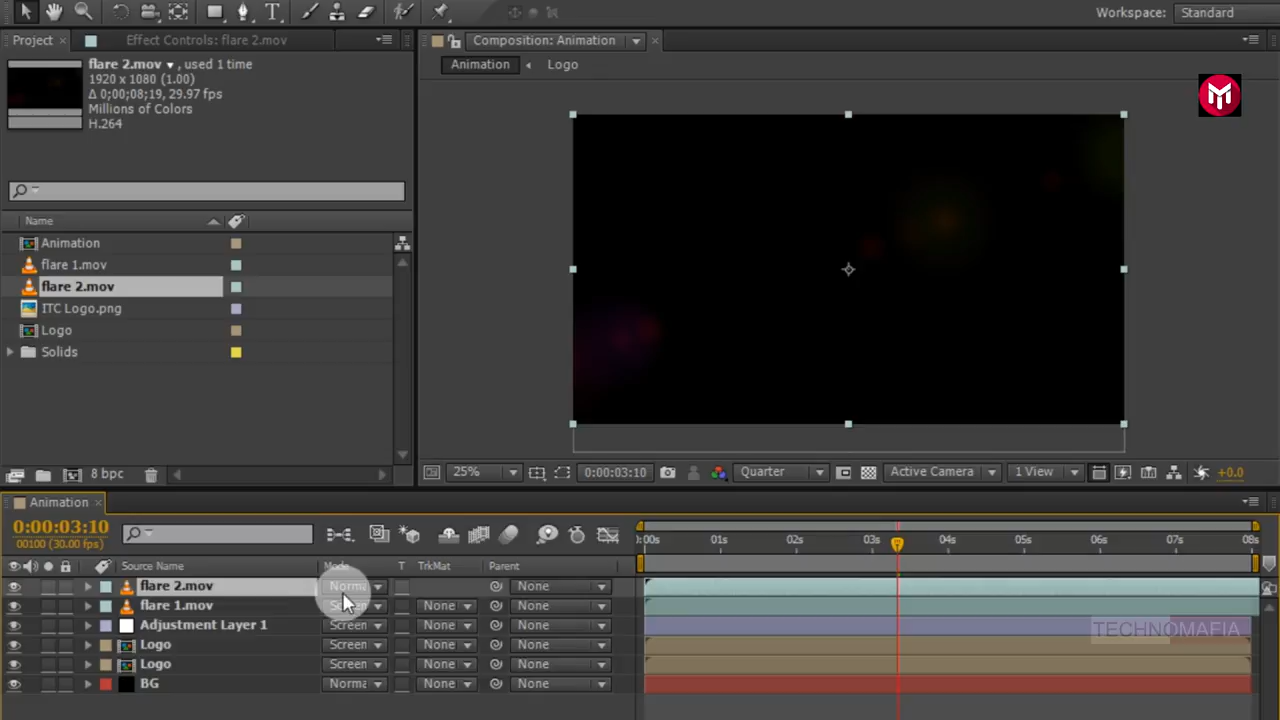 Workspace: Standard
Project × Effect Controls: flare 2.mov
flare 2.mov ▾ , used 1 time
1920 x 1080 (1.00)
Δ 0;00;08;19, 29.97 fps
Millions of Colors
H.264
Name
Animation
flare 1.mov
flare 2.mov
ITC Logo.png
Logo
Solids
8 bpc
Composition: Animation
Animation Logo
25% 0:00:03:10 Quarter Active Camera 1 View +0.0
Animation
0:00:03:10
00100 (30.00 fps)
0:00s 01s 02s 03s 04s 05s 06s 07s 08s
Source Name Mode T TrkMat Parent
flare 2.mov Norma None
flare 1.mov None None
Adjustment Layer 1 Screen None None
TECHNOMAFIA
Logo Screen None None
Logo Screen None None
BG Norma None None